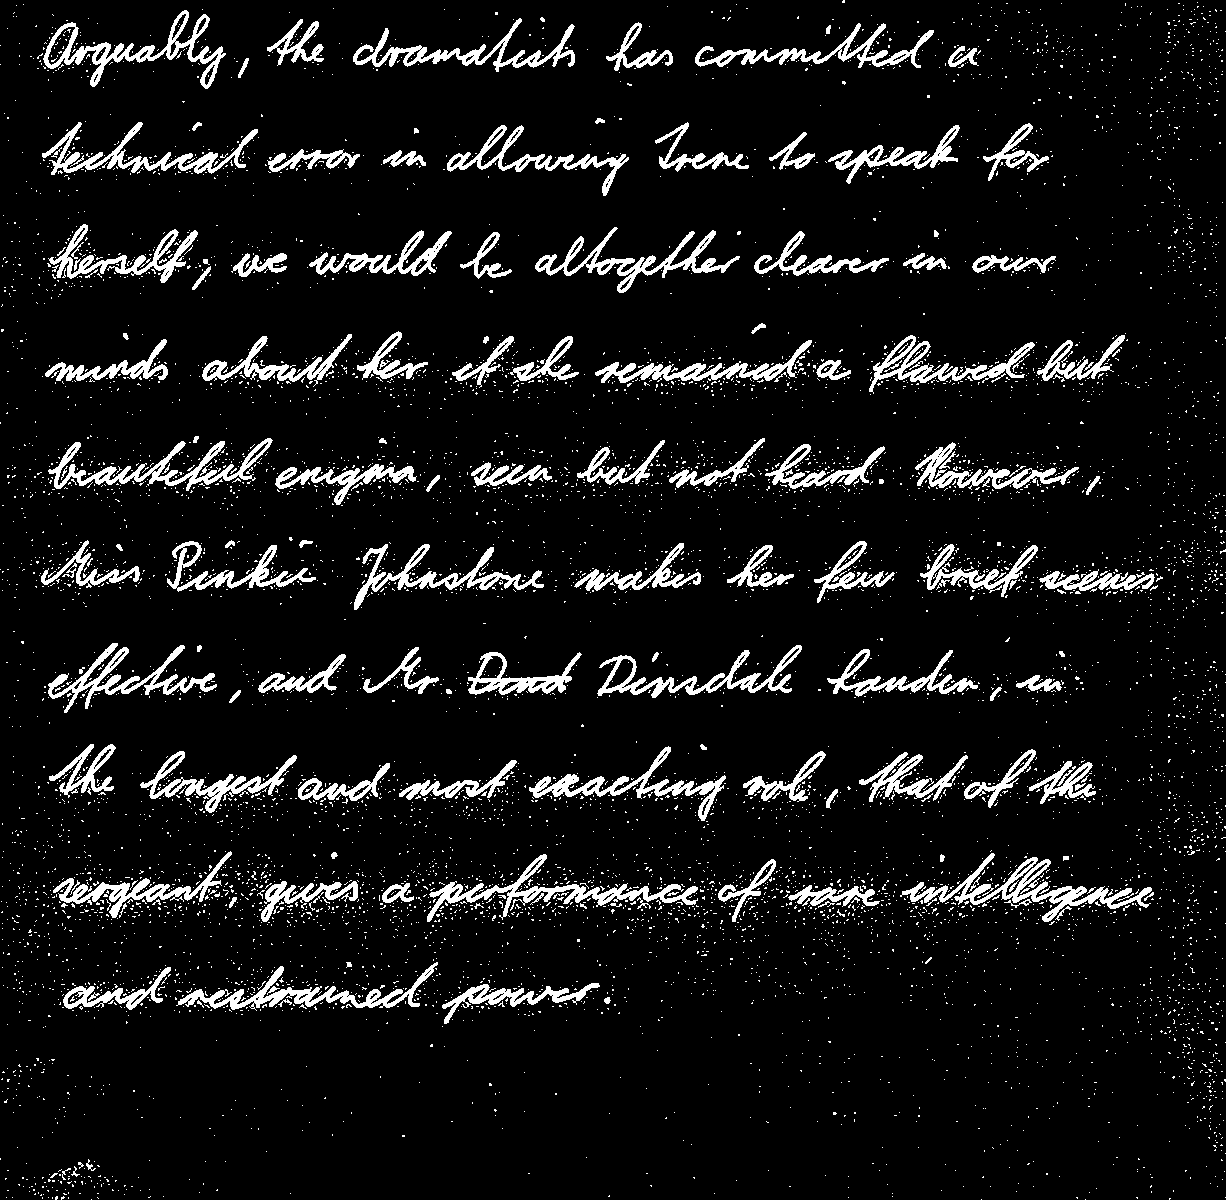 Arguably, the dramatists has committed a
technical error in allowing Irene to speak for
herself; we would be altogether clearer in our
minds about her if she remained a flawed but
beautiful enigma, seen but not heard. However,
Miss Pinkie Johnstone makes her few brief scenes
effective, and Mr. Dinsdale Landen, in
the longest and most exacting role, that of the
sergeant, gives a performance of rare intelligence
and restrained power.